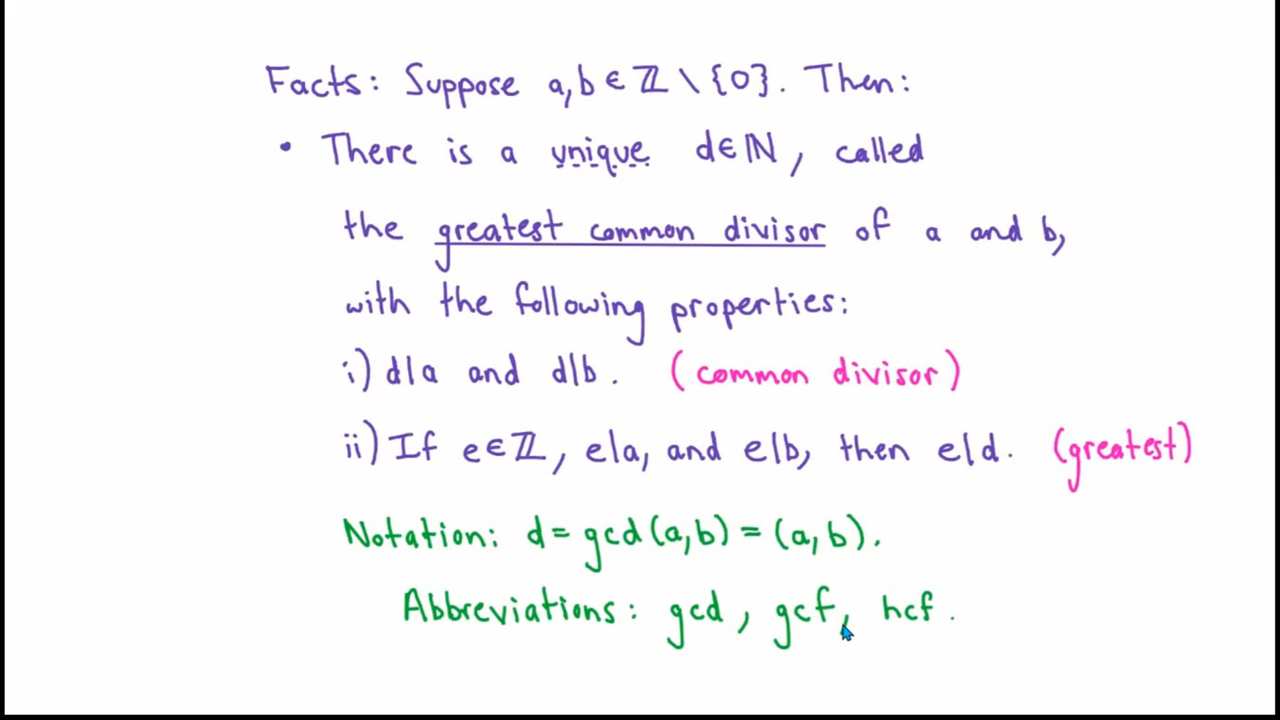 Facts: Suppose a,b∈ℤ\{0}. Then:
• There is a unique d∈ℕ, called
the greatest common divisor of a and b,
with the following properties:
i) d|a and d|b. (common divisor)
ii) If e∈ℤ, e|a, and e|b, then e|d. (greatest)
Notation: d=gcd(a,b)=(a,b).
Abbreviations: gcd, gcf, hcf.